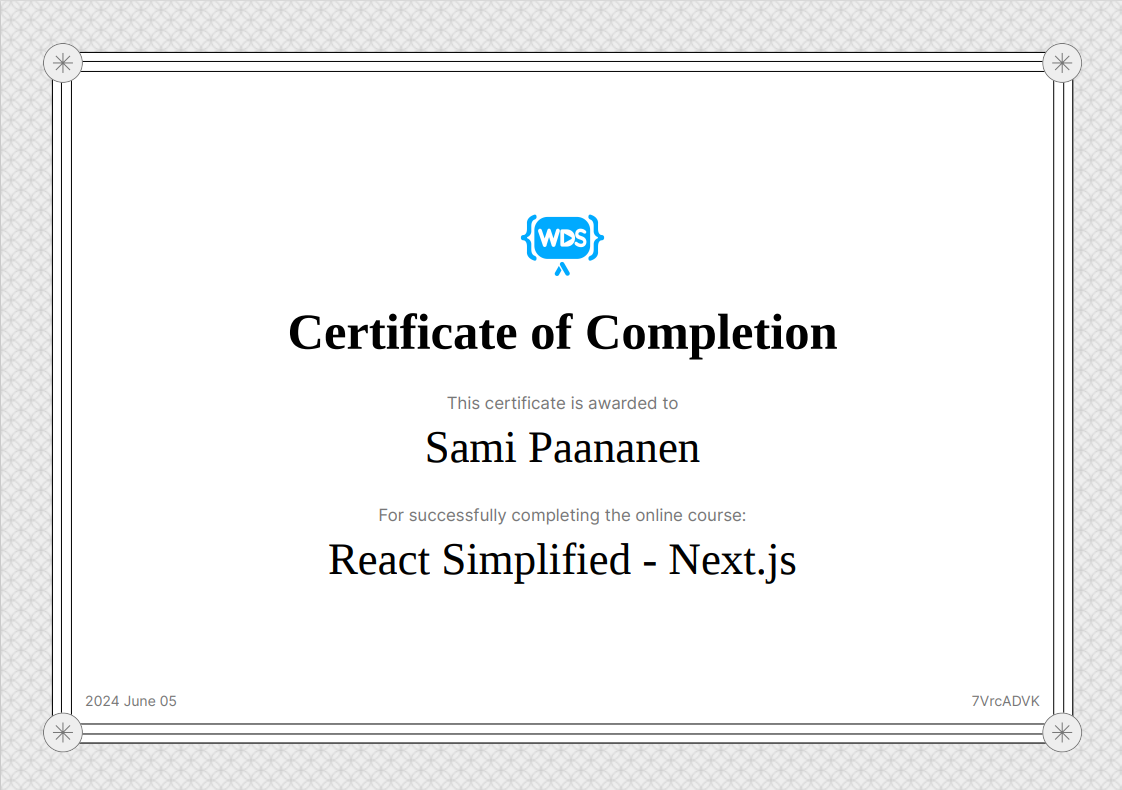 WDS
Certificate of Completion
This certificate is awarded to
Sami Paananen
For successfully completing the online course:
React Simplified - Next.js
2024 June 05
7VrcADVK